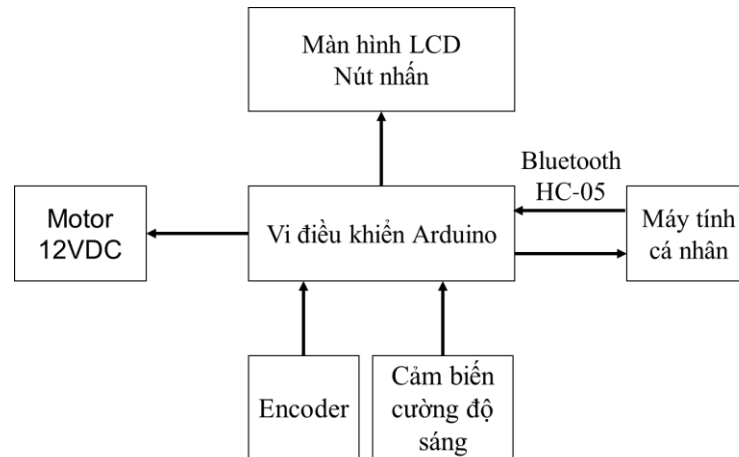 Màn hình LCD
Nút nhấn
Bluetooth
HC-05
Motor
12VDC
Vi điều khiển Arduino
Máy tính
cá nhân
Encoder
Cảm biến
cường độ
sáng